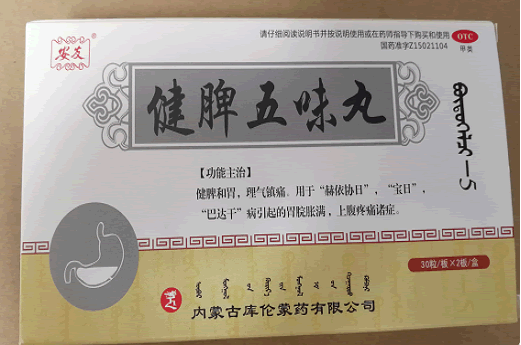 安友
请仔细阅读说明书并按说明使用或在药师指导下购买和使用
国药准字Z15021104
OTC
甲类
健脾五味丸
【功能主治】
健脾和胃，理气镇痛。用于“赫依协日”，“宝日”，
“巴达干”病引起的胃脘胀满，上腹疼痛诸症。
30粒/板×2板/盒
内蒙古库伦蒙药有限公司